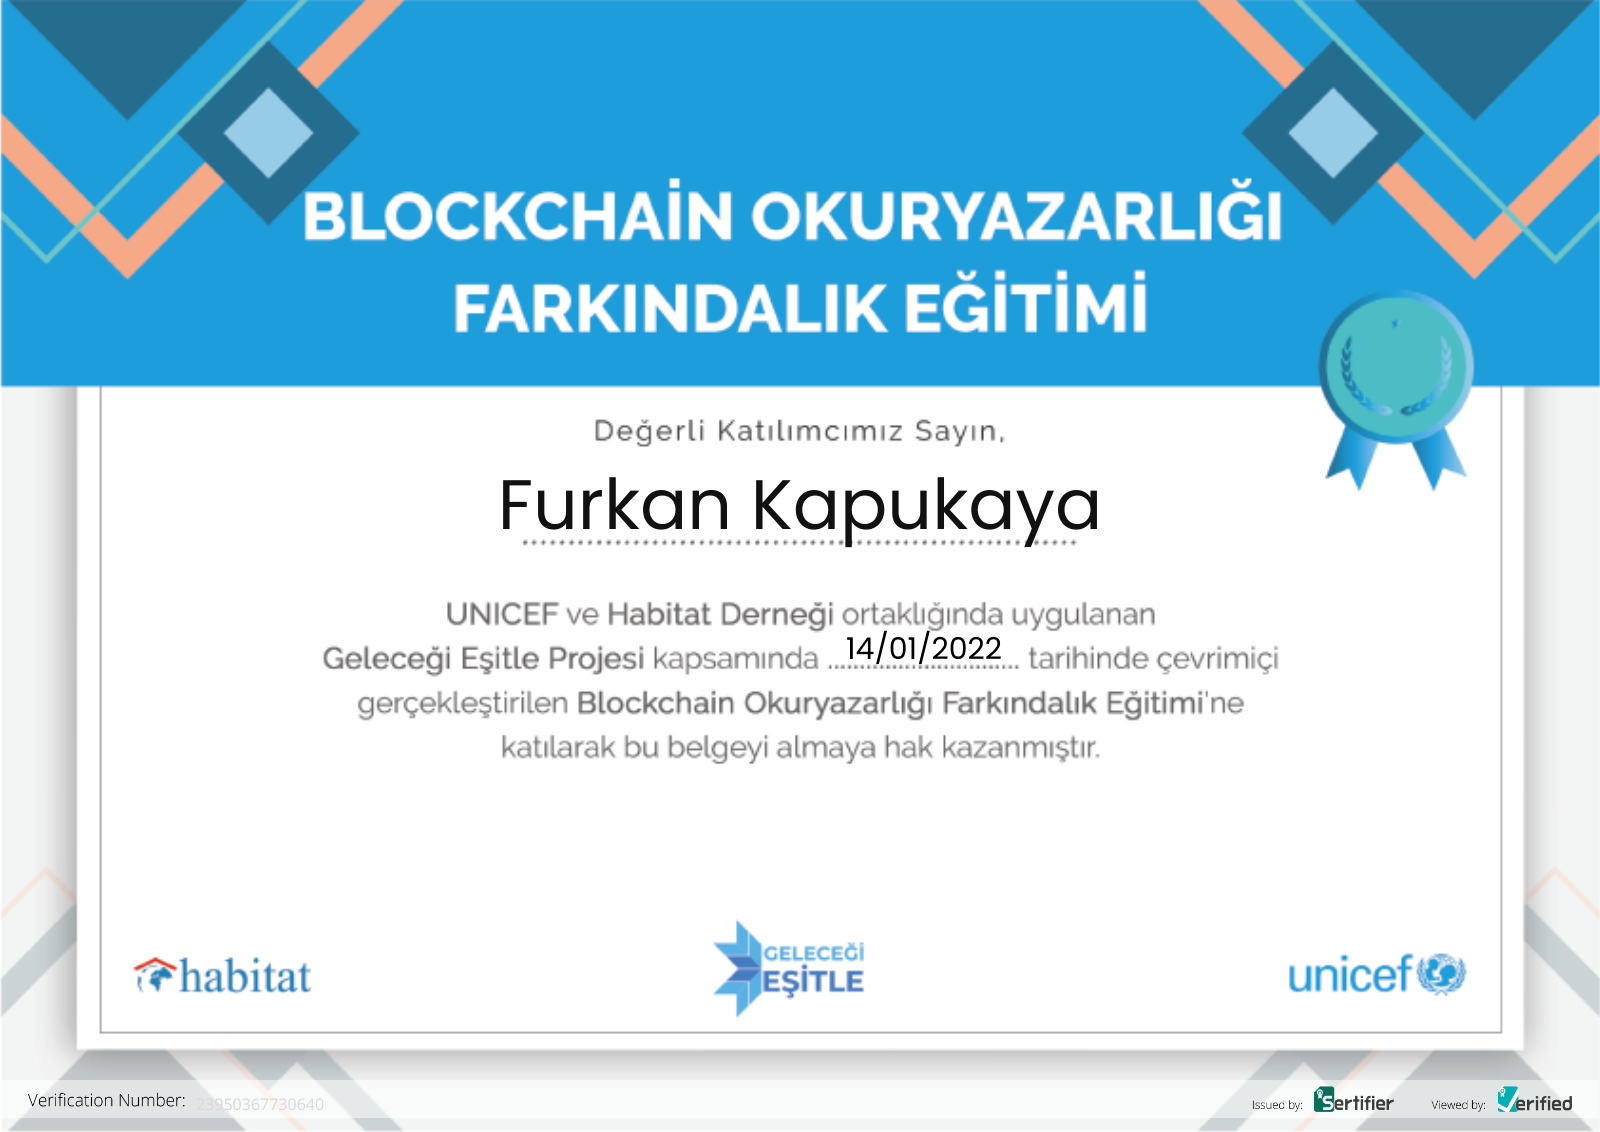 BLOCKCHAİN OKURYAZARLIĞI
FARKINDALIK EĞİTİMİ
Değerli Katılımcımız Sayın,
Furkan Kapukaya
UNICEF ve Habitat Derneği ortaklığında uygulanan
Geleceği Eşitle Projesi kapsamında 14/01/2022 tarihinde çevrimiçi
gerçekleştirilen Blockchain Okuryazarlığı Farkındalık Eğitimi'ne
katılarak bu belgeyi almaya hak kazanmıştır.
habitat
GELECEĞİ
EŞİTLE
unicef
Verification Number: 23950367730640
Issued by: Sertifier
Viewed by: Verified